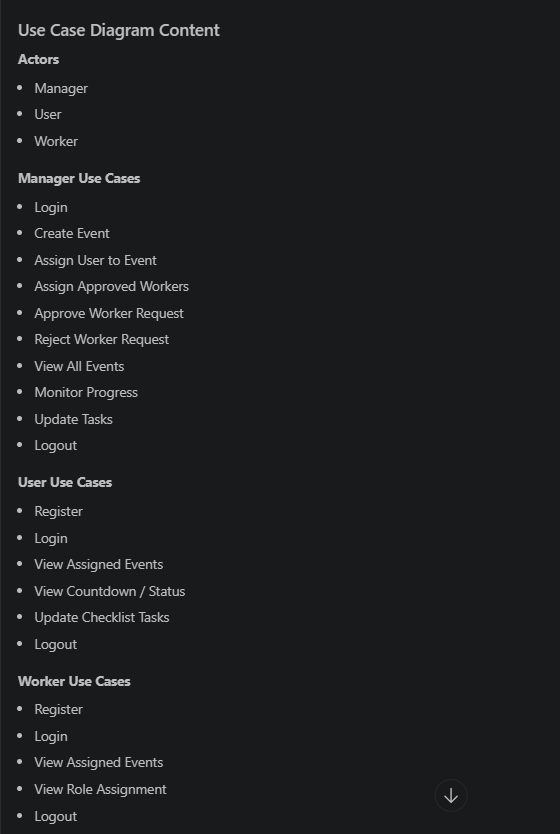 Use Case Diagram Content
Actors
• Manager
• User
• Worker
Manager Use Cases
• Login
• Create Event
• Assign User to Event
• Assign Approved Workers
• Approve Worker Request
• Reject Worker Request
• View All Events
• Monitor Progress
• Update Tasks
• Logout
User Use Cases
• Register
• Login
• View Assigned Events
• View Countdown / Status
• Update Checklist Tasks
• Logout
Worker Use Cases
• Register
• Login
• View Assigned Events
• View Role Assignment
• Logout